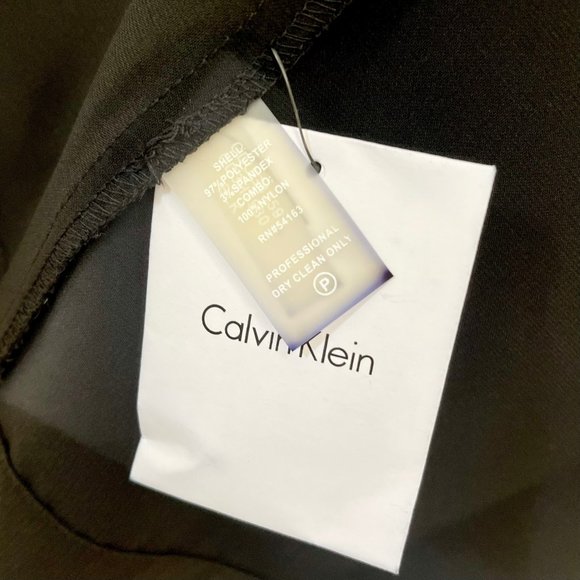 SHELL
97%POLYESTER
3%SPANDEX
-COMBO-
100%NYLON
RN#54163
PROFESSIONAL
DRY CLEAN ONLY
P
Calvin Klein